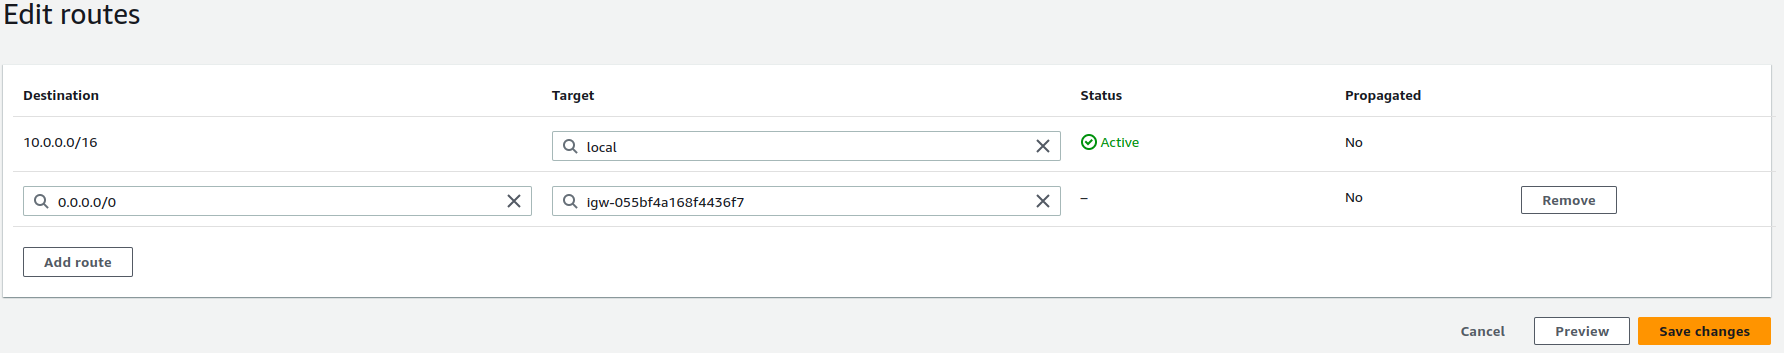 Edit routes
Destination Target Status Propagated
10.0.0.0/16 local Active No
0.0.0.0/0 igw-055bf4a168f4436f7 – No Remove
Add route
Cancel Preview Save changes